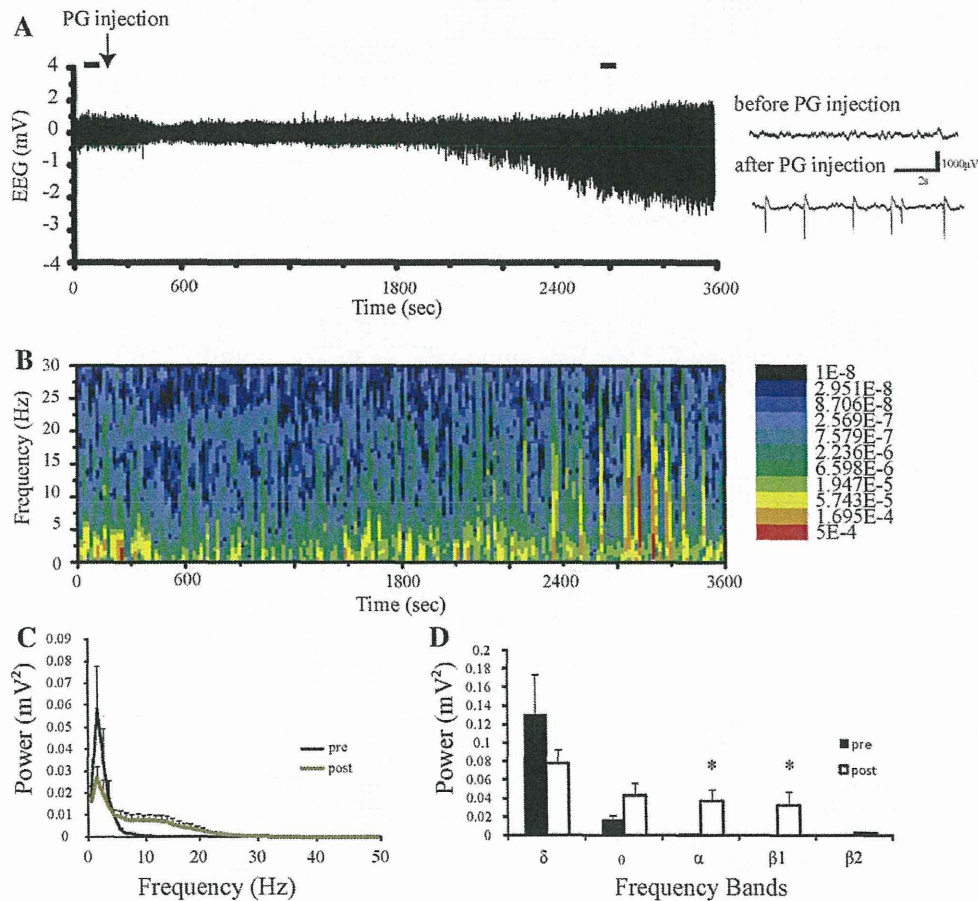 A
PG injection
EEG (mV)
4
2
2
0
-1
-2
-3
-4
0
600
1800
2400
3600
Time (sec)
before PG injection
after PG injection
1000µV
2s
B
Frequency (Hz)
30
25
20
15
10
5
0
0
600
1800
2400
3600
Time (sec)
1E-8
2.951E-8
8.706E-8
2.569E-7
7.579E-7
2.236E-6
6.598E-6
1.947E-5
5.743E-5
1.695E-4
5E-4
C
Power (mV²)
0.09
0.08
0.07
0.06
0.05
0.04
0.03
0.02
0.01
0
pre
post
0
10
20
30
40
50
Frequency (Hz)
D
Power (mV²)
0.2
0.18
0.16
0.14
0.12
0.1
0.08
0.06
0.04
0.02
0
* *
pre
post
δ
θ
α
β1
β2
Frequency Bands